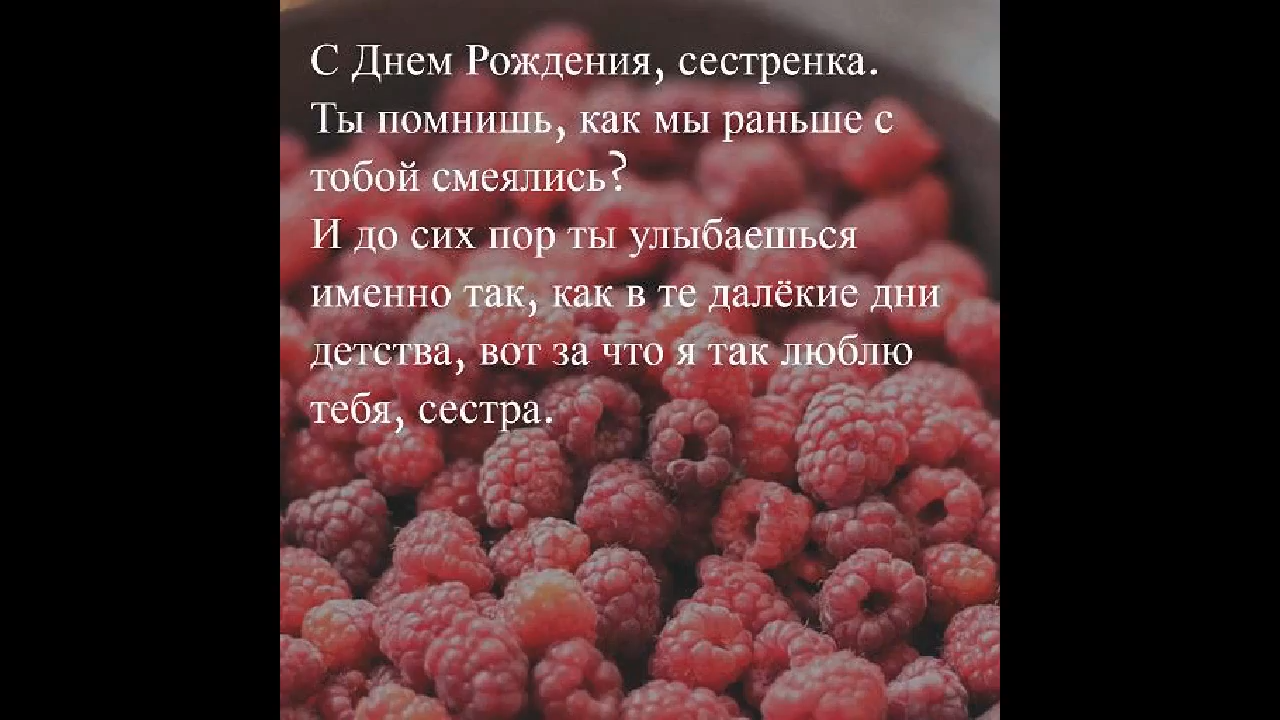 С Днем Рождения, сестренка.
Ты помнишь, как мы раньше с
тобой смеялись?
И до сих пор ты улыбаешься
именно так, как в те далёкие дни
детства, вот за что я так люблю
тебя, сестра.